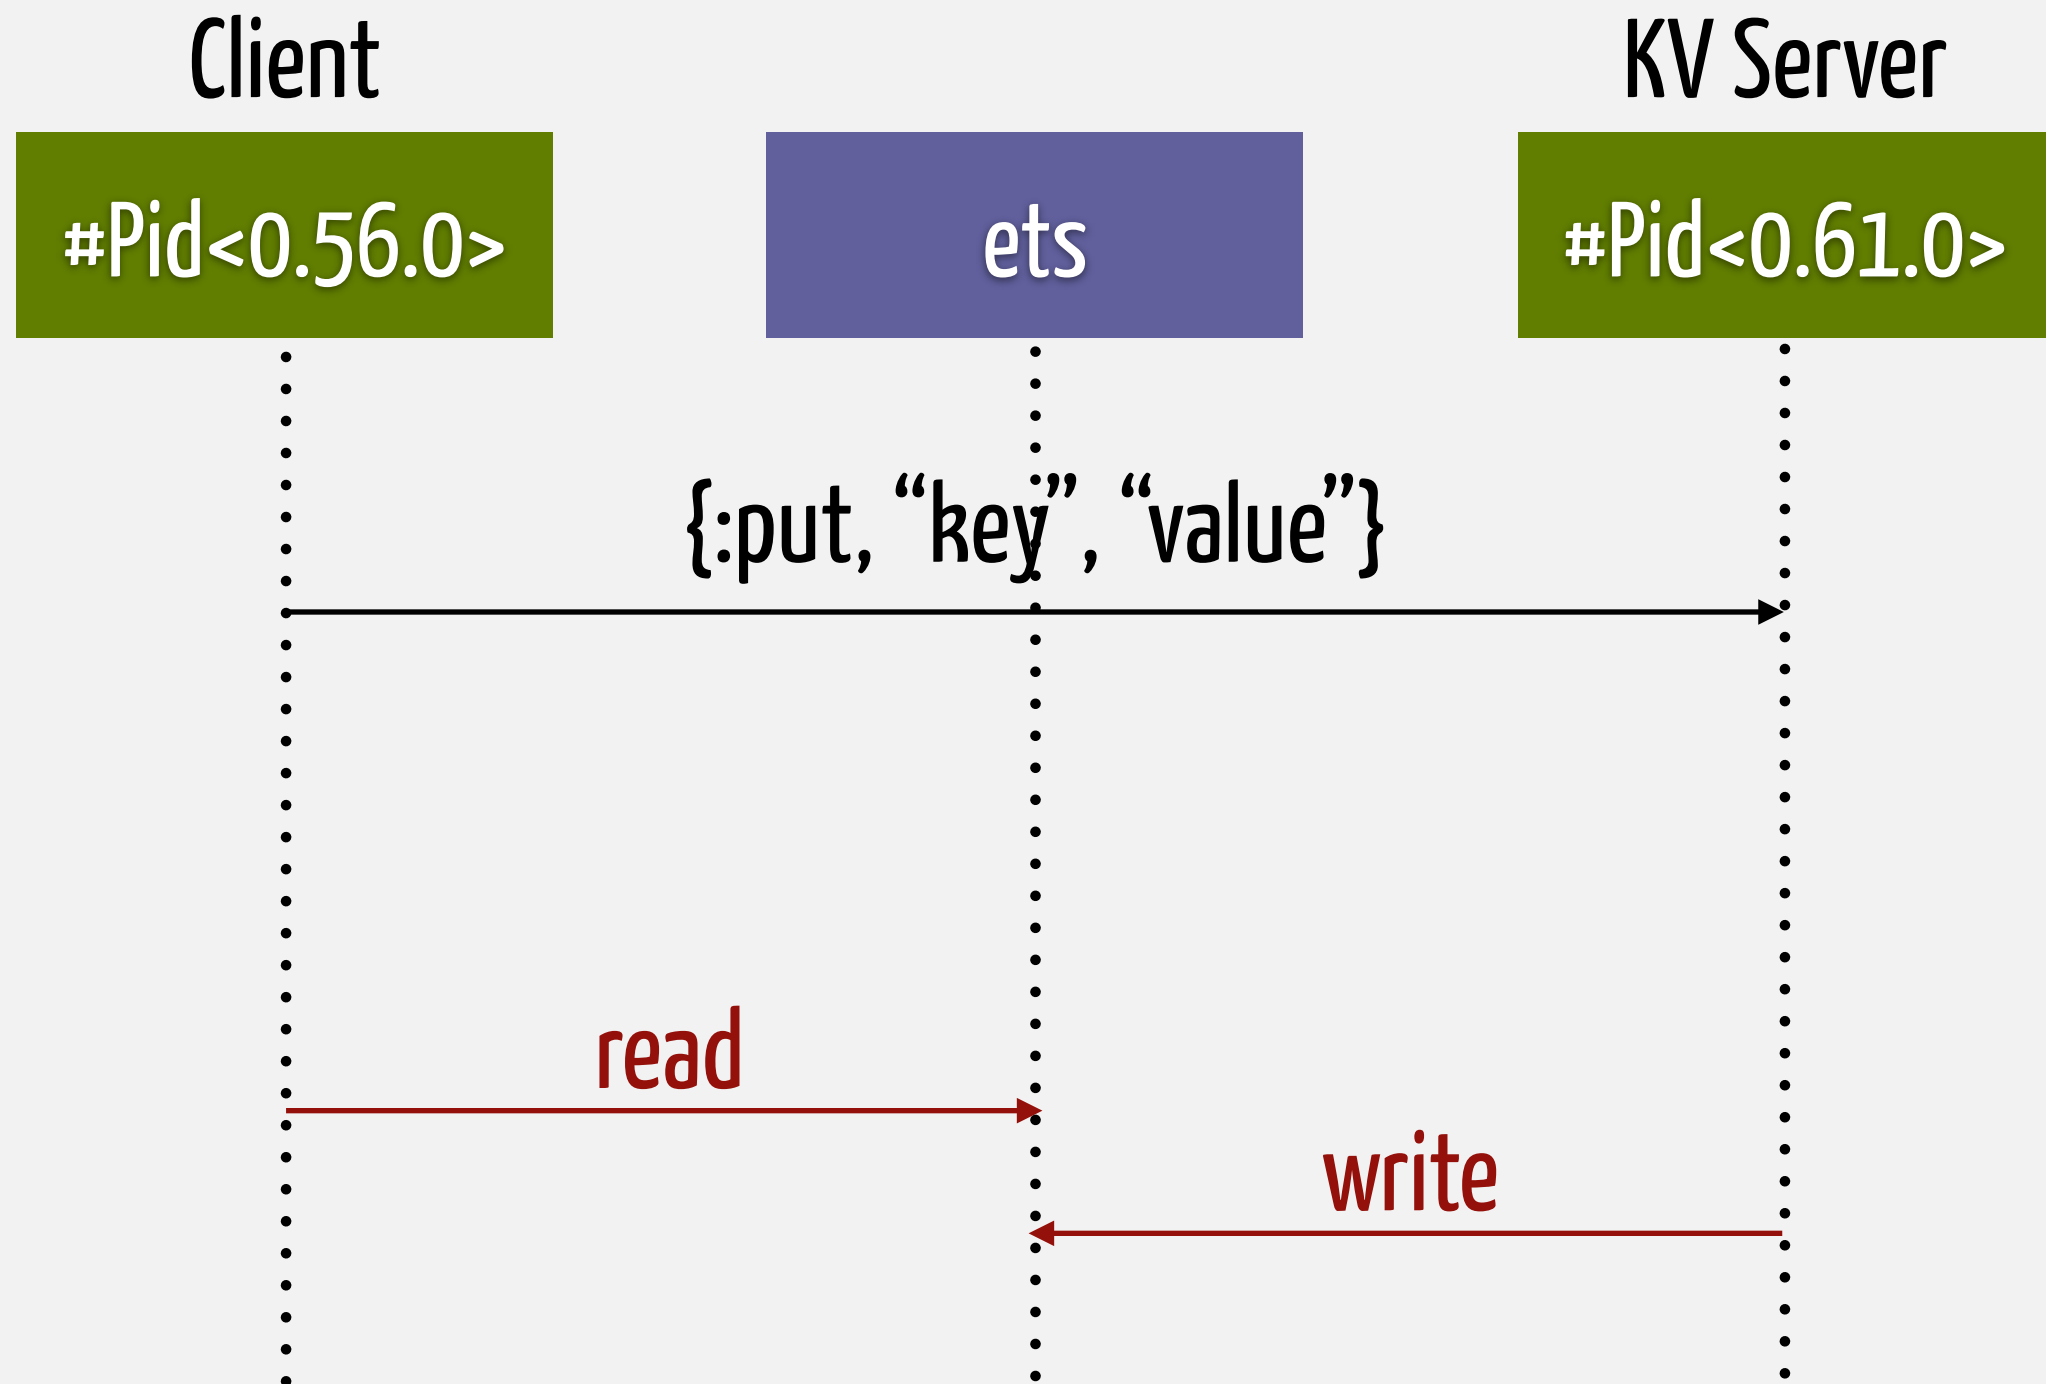 Client
KV Server
#Pid<0.56.0>
ets
#Pid<0.61.0>
{:put, “key”, “value”}
read
write